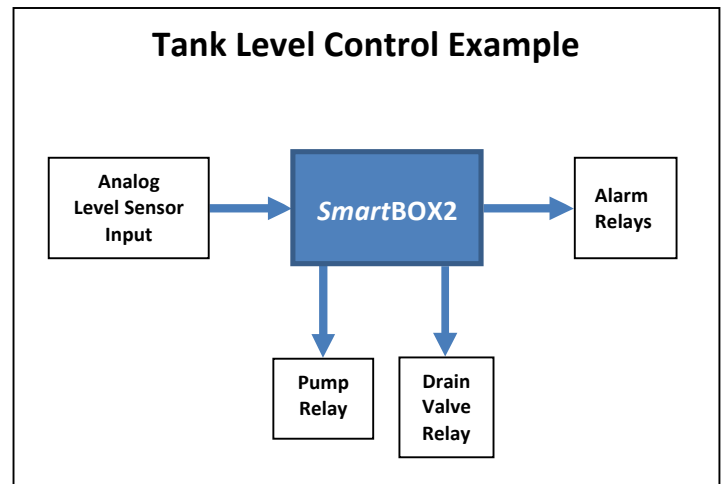 Tank Level Control Example
Analog
Level Sensor
Input
SmartBOX2
Alarm
Relays
Pump
Relay
Drain
Valve
Relay